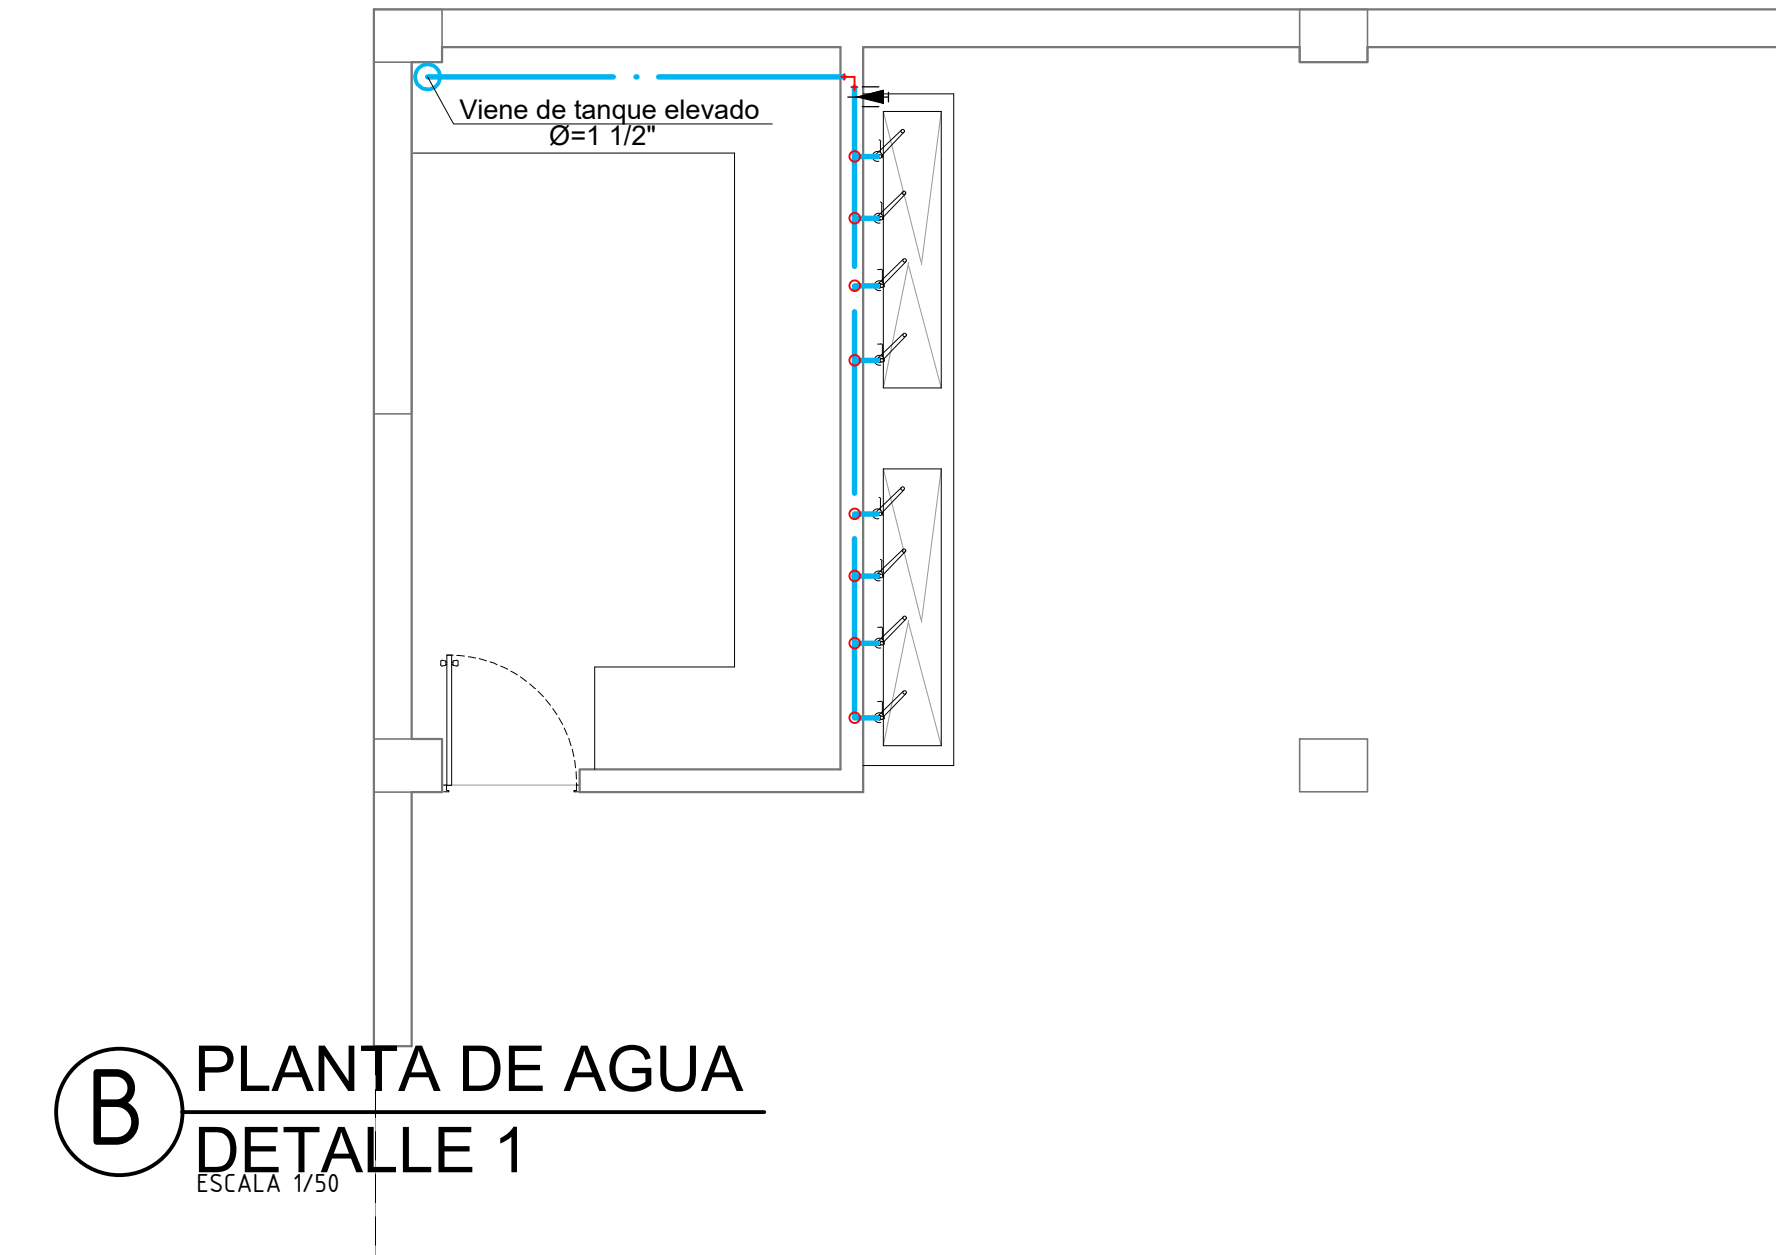 Viene de tanque elevado
Ø=1 1/2"
B
PLANTA DE AGUA
DETALLE 1
ESCALA 1/50